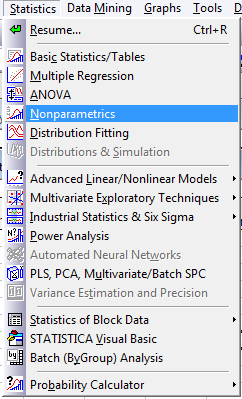 Statistics Data Mining Graphs Tools D
Resume... Ctrl+R
Basic Statistics/Tables
Multiple Regression
ANOVA
Nonparametrics
Distribution Fitting
Distributions & Simulation
Advanced Linear/Nonlinear Models
Multivariate Exploratory Techniques
Industrial Statistics & Six Sigma
Power Analysis
Automated Neural Networks
PLS, PCA, Multivariate/Batch SPC
Variance Estimation and Precision
Statistics of Block Data
STATISTICA Visual Basic
Batch (ByGroup) Analysis
Probability Calculator